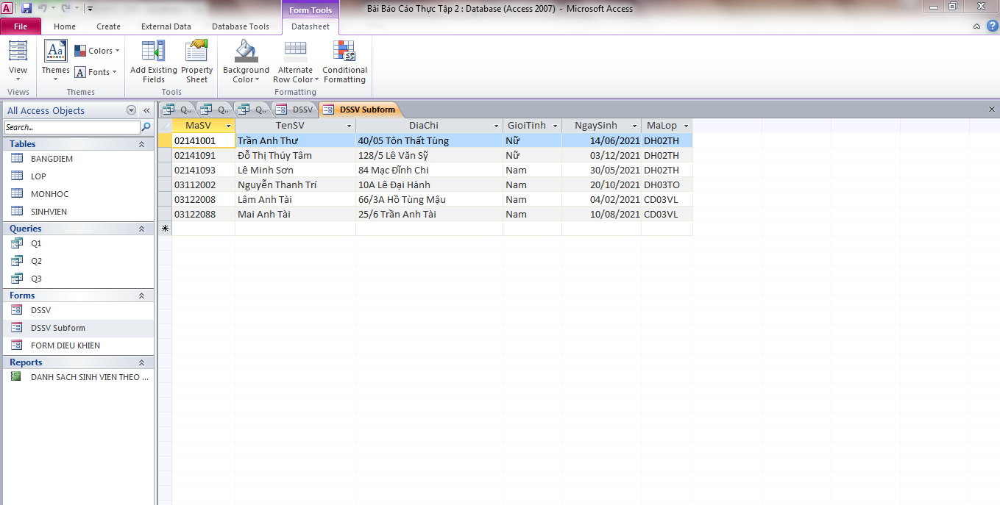 Form Tools
Bài Báo Cáo Thực Tập 2 : Database (Access 2007) - Microsoft Access
File Home Create External Data Database Tools Datasheet
View
Views
Themes
Colors
Fonts
Themes
Add Existing Fields
Property Sheet
Tools
Background Color
Alternate Row Color
Conditional Formatting
Formatting
All Access Objects
Search...
Tables
BANGDIEM
LOP
MONHOC
SINHVIEN
Queries
Q1
Q2
Q3
Forms
DSSV
DSSV Subform
FORM DIEU KHIEN
Reports
DANH SACH SINH VIEN THEO ...
Q.. Q.. Q.. DSSV DSSV Subform
MaSV TenSV DiaChi GioiTinh NgaySinh MaLop
02141001 Trần Anh Thư 40/05 Tôn Thất Tùng Nữ 14/06/2021 DH02TH
02141091 Đỗ Thị Thúy Tâm 128/5 Lê Văn Sỹ Nữ 03/12/2021 DH02TH
02141093 Lê Minh Sơn 84 Mạc Đĩnh Chi Nam 30/05/2021 DH02TH
03112002 Nguyễn Thanh Trí 10A Lê Đại Hành Nam 20/10/2021 DH03TO
03122008 Lâm Anh Tài 66/3A Hồ Tùng Mậu Nam 04/02/2021 CD03VL
03122088 Mai Anh Tài 25/6 Trần Anh Tài Nam 10/08/2021 CD03VL